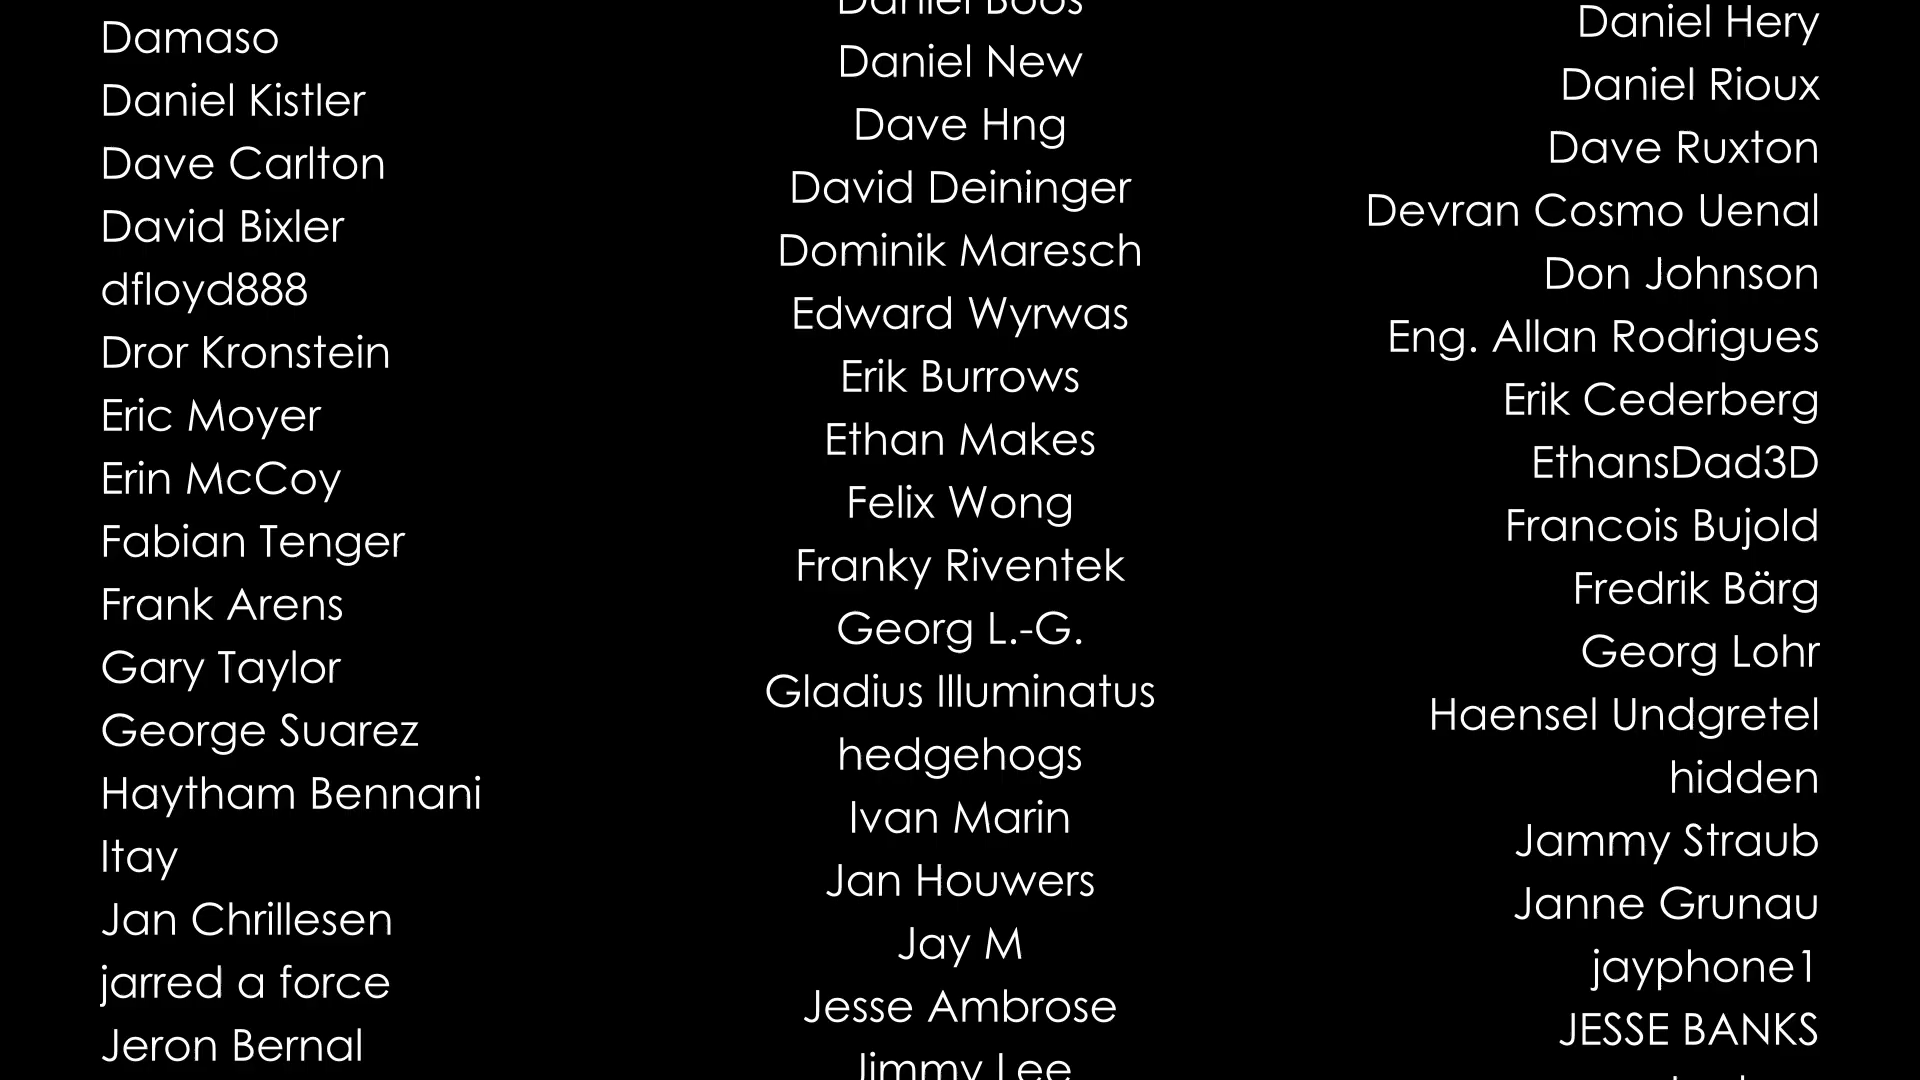 Damaso
Daniel Kistler
Dave Carlton
David Bixler
dfloyd888
Dror Kronstein
Eric Moyer
Erin McCoy
Fabian Tenger
Frank Arens
Gary Taylor
George Suarez
Haytham Bennani
Itay
Jan Chrillesen
jarred a force
Jeron Bernal
Daniel Boos
Daniel New
Dave Hng
David Deininger
Dominik Maresch
Edward Wyrwas
Erik Burrows
Ethan Makes
Felix Wong
Franky Riventek
Georg L.-G.
Gladius Illuminatus
hedgehogs
Ivan Marin
Jan Houwers
Jay M
Jesse Ambrose
Jimmy Lee
Daniel Hery
Daniel Rioux
Dave Ruxton
Devran Cosmo Uenal
Don Johnson
Eng. Allan Rodrigues
Erik Cederberg
EthansDad3D
Francois Bujold
Fredrik Bärg
Georg Lohr
Haensel Undgretel
hidden
Jammy Straub
Janne Grunau
jayphone1
JESSE BANKS